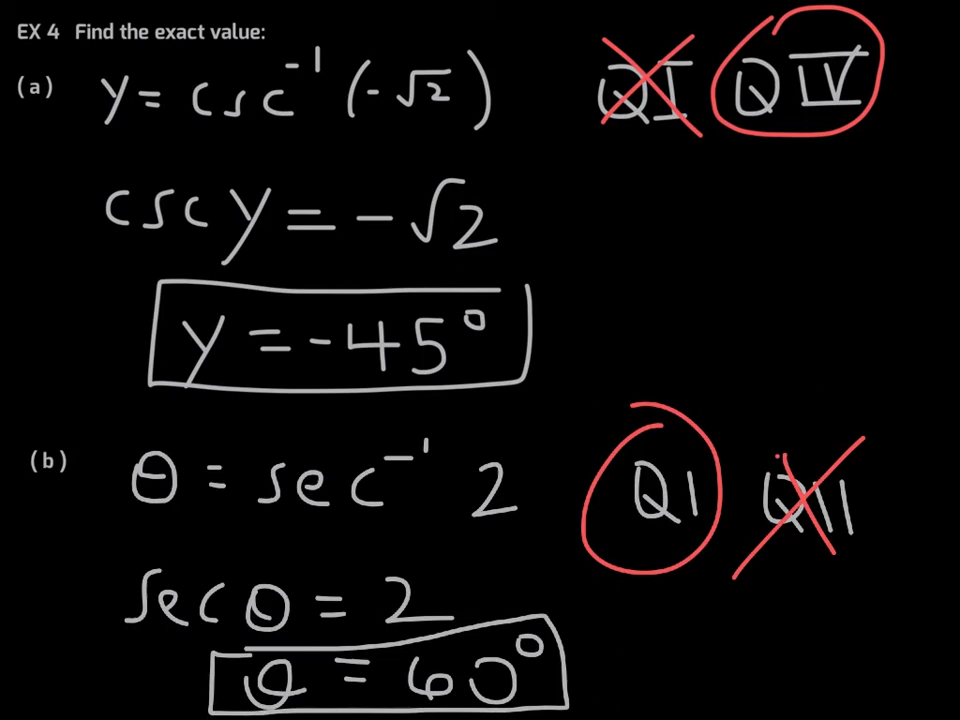 EX 4 Find the exact value:
(a) y = csc⁻¹ (-√2) QI QIV
csc y = -√2
y = -45°
(b) θ = sec⁻¹ 2 QI QII
sec θ = 2
θ = 60°